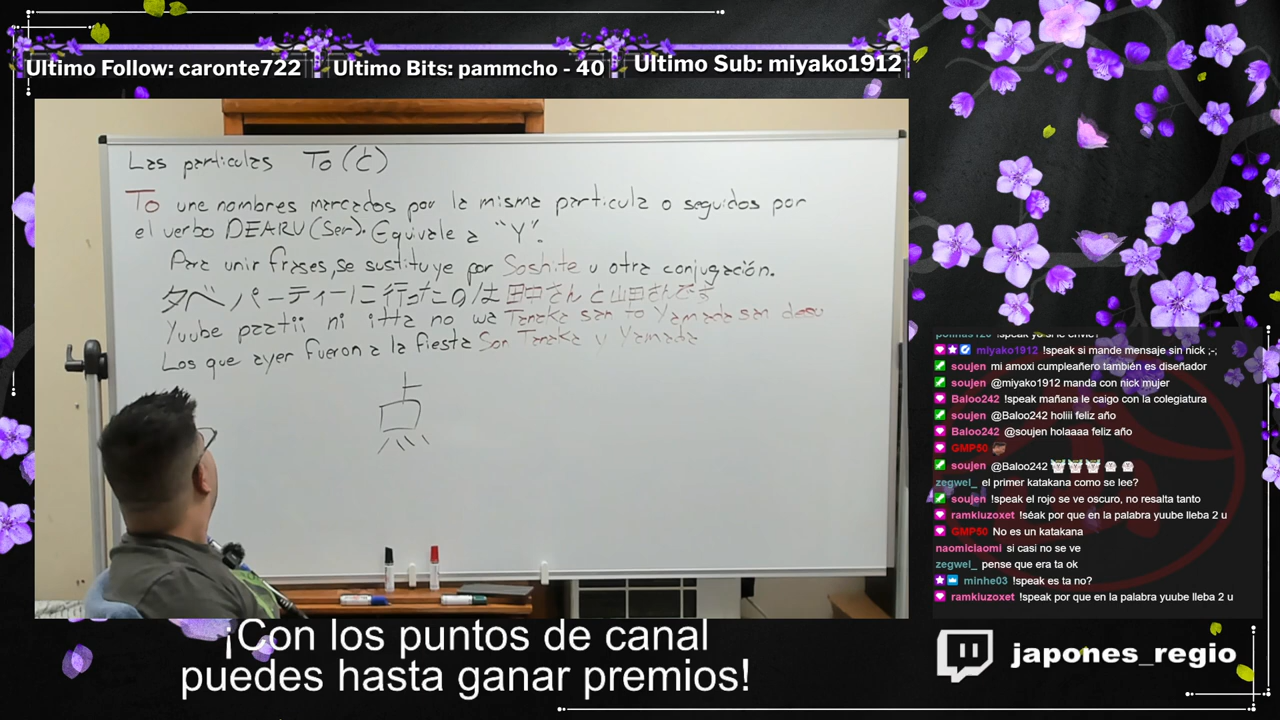 Ultimo Follow: caronte722
Ultimo Bits: pammcho - 40
Ultimo Sub: miyako1912
Las particulas To (と)
To une nombres marcados por la misma particula o seguidos por
el verbo DEARU (Ser). Equivale a "Y".
Para unir frases, se sustituye por Soshite u otra conjugación.
夕べ パーティーに行ったのは田中さんと山田さんです
Yuube paatii ni itta no wa Tanaka san to Yamada san desu
Los que ayer fueron a la fiesta Son Tanaka y Yamada
miyako1912 !speak si mande mensaje sin nick ;-;
soujen mi amoxi cumpleañero también es diseñador
soujen @miyako1912 manda con nick mujer
Baloo242 !speak mañana le caigo con la colegiatura
soujen @Baloo242 holiii feliz año
Baloo242 @soujen holaaaa feliz año
GMP50
soujen @Baloo242
zegwel_ el primer katakana como se lee?
soujen !speak el rojo se ve oscuro, no resalta tanto
ramkiuzoxet !séak por que en la palabra yuube lleba 2 u
GMP50 No es un katakana
naomiciaomi si casi no se ve
zegwel_ pense que era ta ok
minhe03 !speak es ta no?
ramkiuzoxet !speak por que en la palabra yuube lleba 2 u
¡Con los puntos de canal
puedes hasta ganar premios!
japones_regio